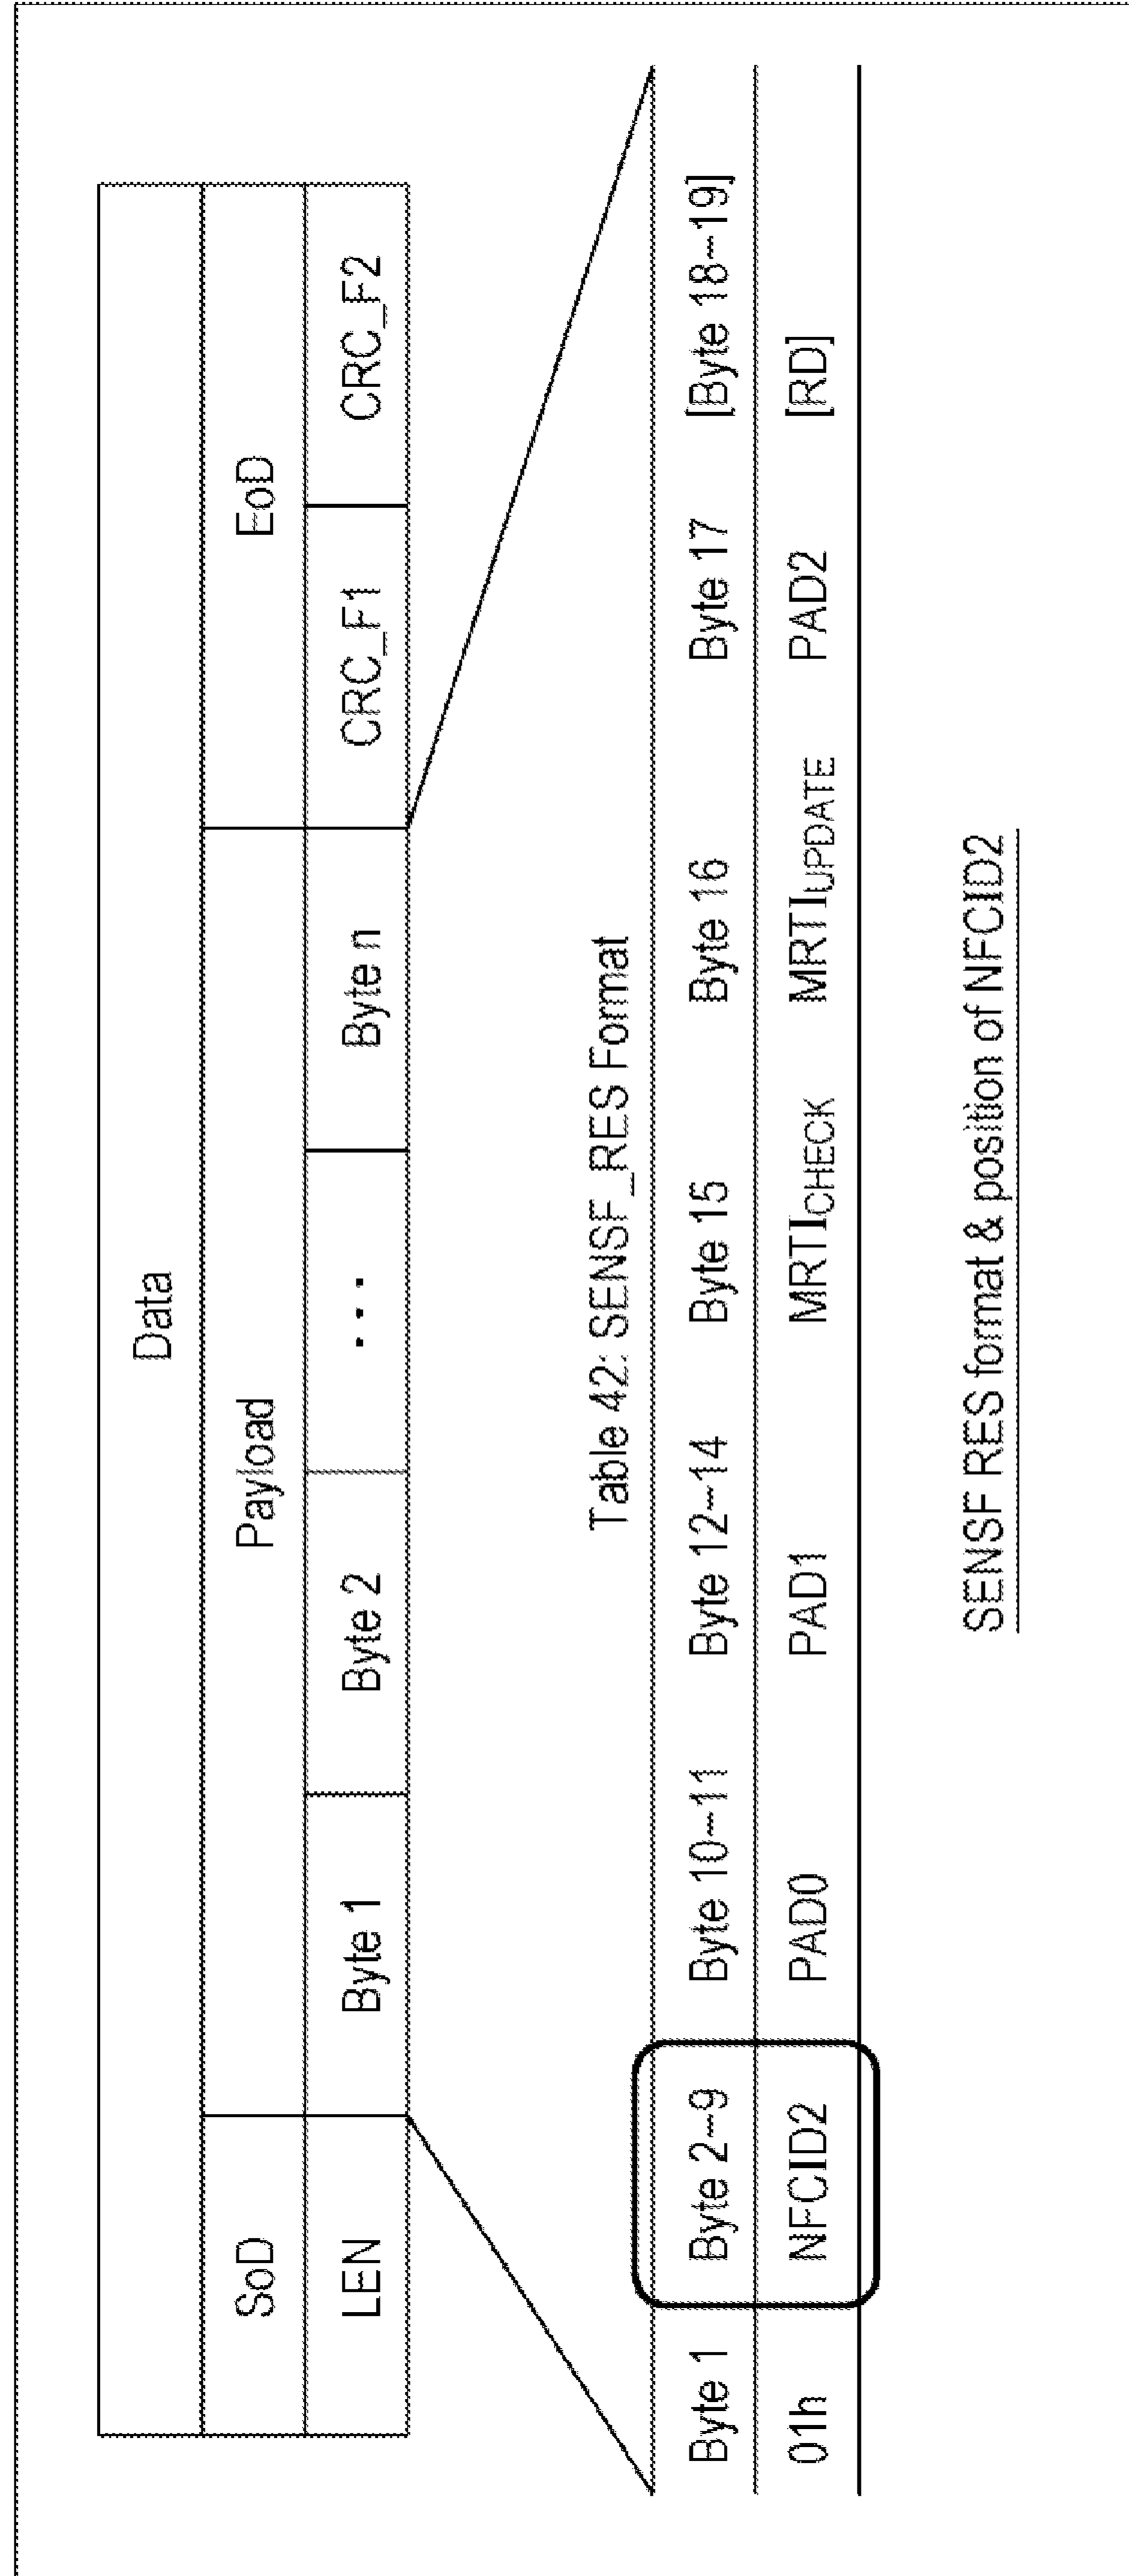 Data
SoD Payload EoD
LEN Byte 1 Byte 2 ... Byte n CRC_F1 CRC_F2
Table 42: SENSF_RES Format
Byte 1 Byte 2–9 Byte 10–11 Byte 12–14 Byte 15 Byte 16 Byte 17 [Byte 18–19]
01h NFCID2 PAD0 PAD1 MRTICHECK MRTIUPDATE PAD2 [RD]
SENSF RES format & position of NFCID2